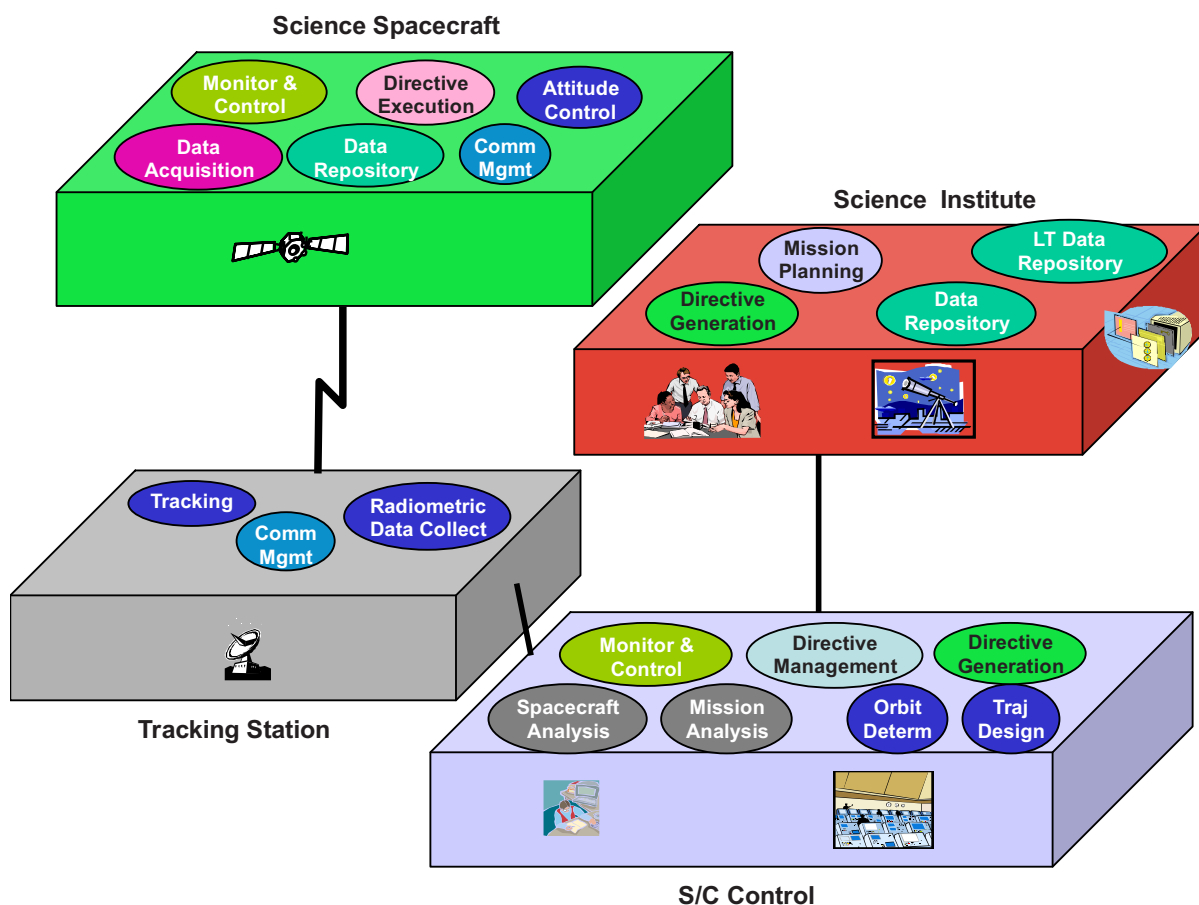 Science Spacecraft
Monitor &
Control
Directive
Execution
Attitude
Control
Data
Acquisition
Data
Repository
Comm
Mgmt
Science Institute
Mission
Planning
LT Data
Repository
Directive
Generation
Data
Repository
Tracking
Comm
Mgmt
Radiometric
Data Collect
Tracking Station
Monitor &
Control
Directive
Management
Directive
Generation
Spacecraft
Analysis
Mission
Analysis
Orbit
Determ
Traj
Design
S/C Control